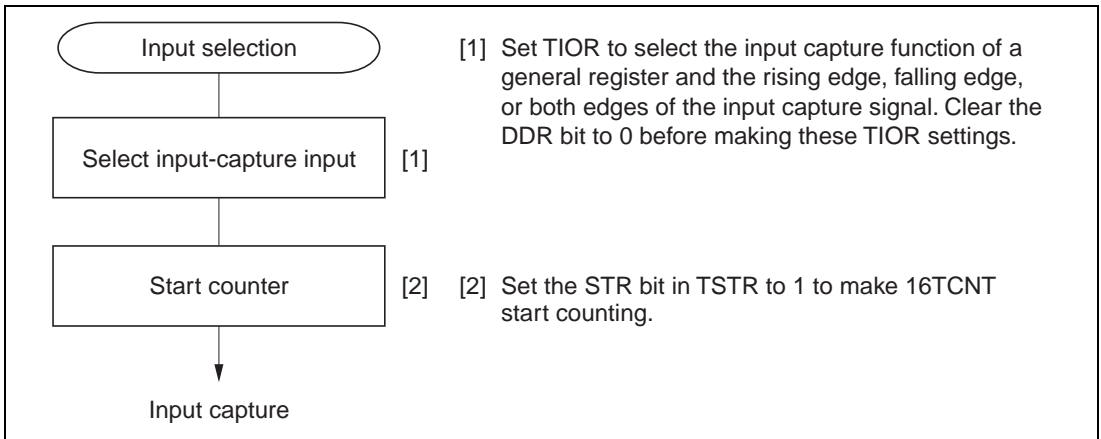 Input selection
[1] Set TIOR to select the input capture function of a
general register and the rising edge, falling edge,
or both edges of the input capture signal. Clear the
DDR bit to 0 before making these TIOR settings.
Select input-capture input [1]
Start counter [2]
[2] Set the STR bit in TSTR to 1 to make 16TCNT
start counting.
Input capture